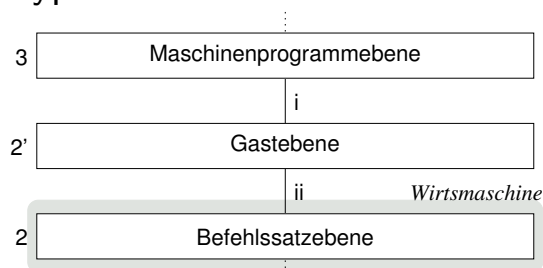 3 Maschinenprogrammebene
i
2' Gastebene
ii Wirtsmaschine
2 Befehlssatzebene